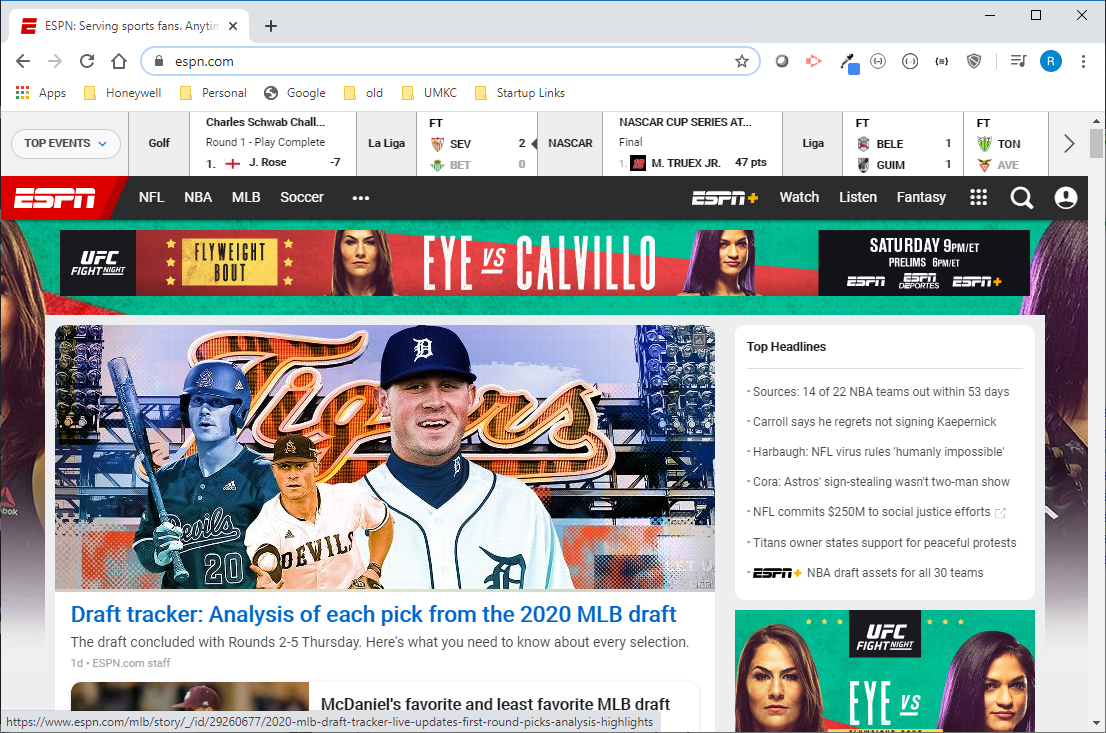 ESPN: Serving sports fans. Anytim
espn.com
R
Apps
Honeywell
Personal
Google
old
UMKC
Startup Links
TOP EVENTS
Golf
Charles Schwab Chall...
Round 1 - Play Complete
1. J. Rose -7
La Liga
FT
SEV 2
BET 0
NASCAR
NASCAR CUP SERIES AT...
Final
1. M. TRUEX JR. 47 pts
Liga
FT
BELE 1
GUIM 1
FT
TON
AVE
ESPN
NFL
NBA
MLB
Soccer
ESPN+
Watch
Listen
Fantasy
UFC
FIGHT NIGHT
FLYWEIGHT
BOUT
EYE VS CALVILLO
SATURDAY 9PM/ET
PRELIMS 6PM/ET
ESPN ESPN DEPORTES ESPN+
Tigers
D
Devils
20
DEVILS
Draft tracker: Analysis of each pick from the 2020 MLB draft
The draft concluded with Rounds 2-5 Thursday. Here's what you need to know about every selection.
1d • ESPN.com staff
McDaniel's favorite and least favorite MLB draft
Top Headlines
- Sources: 14 of 22 NBA teams out within 53 days
- Carroll says he regrets not signing Kaepernick
- Harbaugh: NFL virus rules 'humanly impossible'
- Cora: Astros' sign-stealing wasn't two-man show
- NFL commits $250M to social justice efforts
- Titans owner states support for peaceful protests
- ESPN+ NBA draft assets for all 30 teams
UFC
FIGHT NIGHT
EYE VS
https://www.espn.com/mlb/story/_/id/29260677/2020-mlb-draft-tracker-live-updates-first-round-picks-analysis-highlights